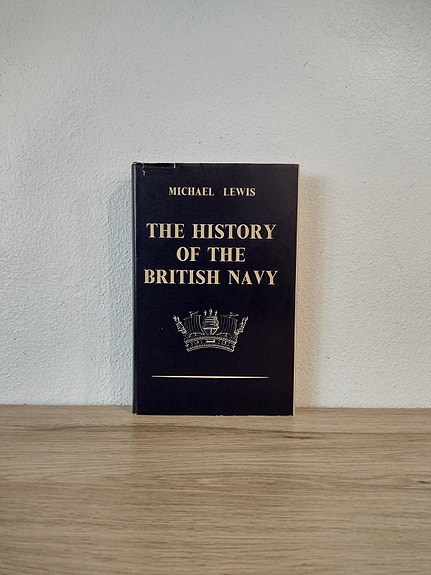 MICHAEL LEWIS
THE HISTORY
OF THE
BRITISH NAVY